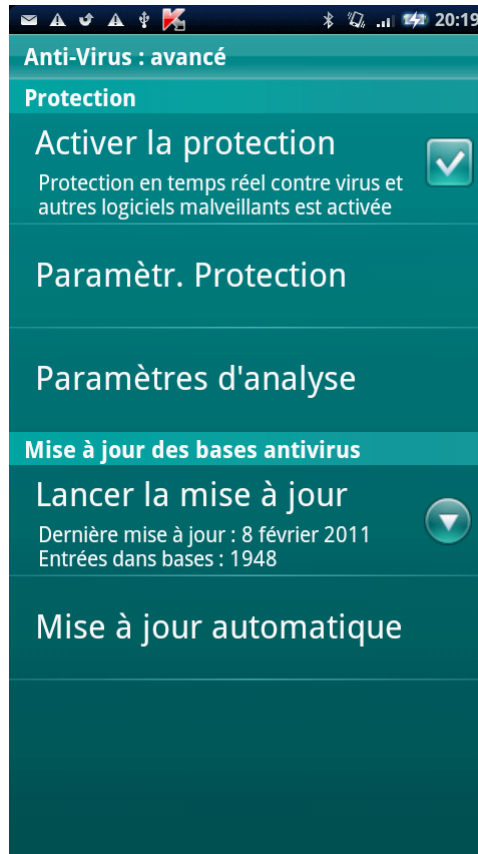 20:19
Anti-Virus : avancé
Protection
Activer la protection
Protection en temps réel contre virus et
autres logiciels malveillants est activée
Paramètr. Protection
Paramètres d'analyse
Mise à jour des bases antivirus
Lancer la mise à jour
Dernière mise à jour : 8 février 2011
Entrées dans bases : 1948
Mise à jour automatique